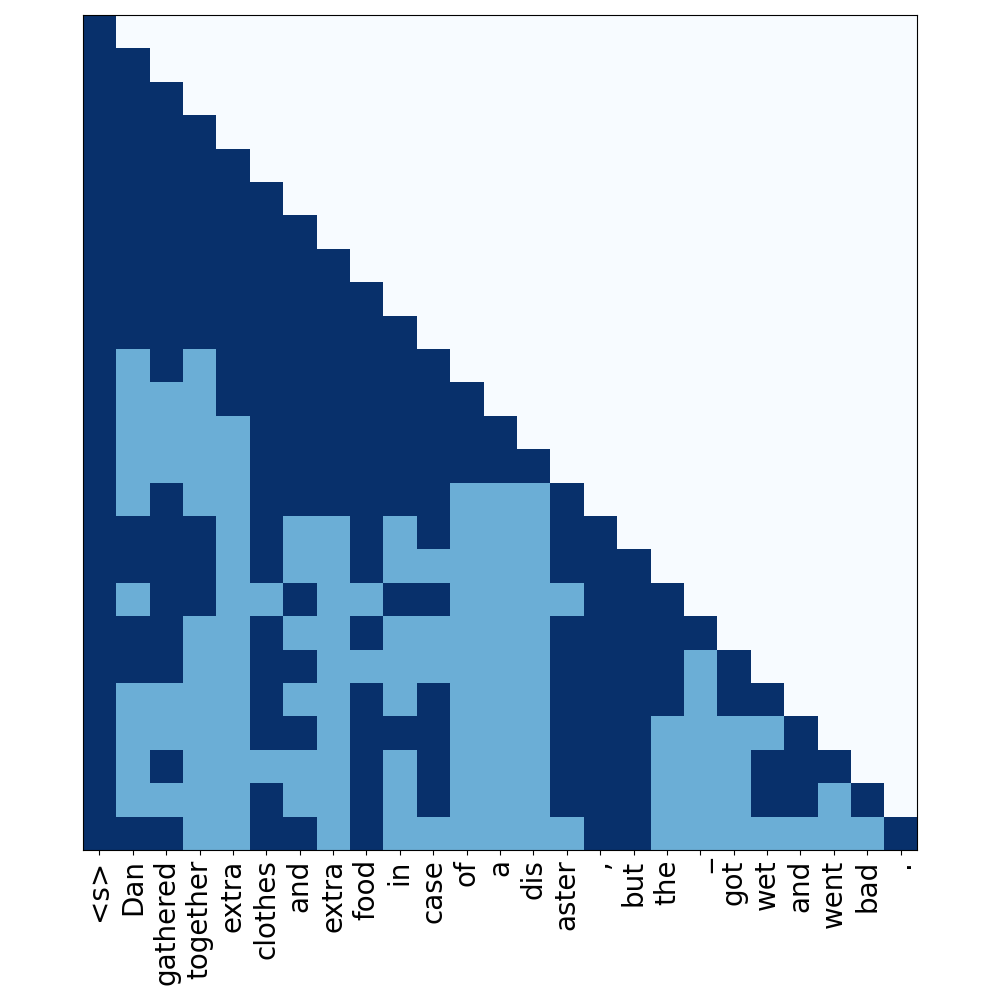 <s> Dan gathered together extra clothes and extra food in case of a dis aster , but the _ got wet and went bad .